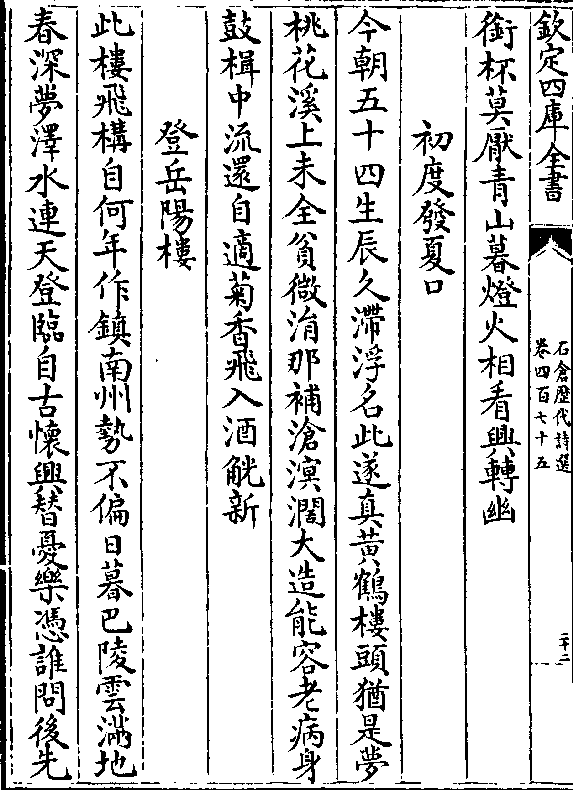 欽定四庫全書
石倉歴代詩選
卷四百七十五
二十二
銜杯莫厭青山暮燈火相看興轉幽
初度發夏口
今朝五十四生辰久滯浮名此遂真黄鶴樓頭猶是夢
桃花溪上未全貧微涓那補滄溟濶大造能容老病身
鼓楫中流還自適菊香飛入酒觥新
登岳陽樓
此樓飛構自何年作鎮南州勢不偏日暮巴陵雲滿地
春深夢澤水連天登臨自古懷興替憂樂憑誰問後先